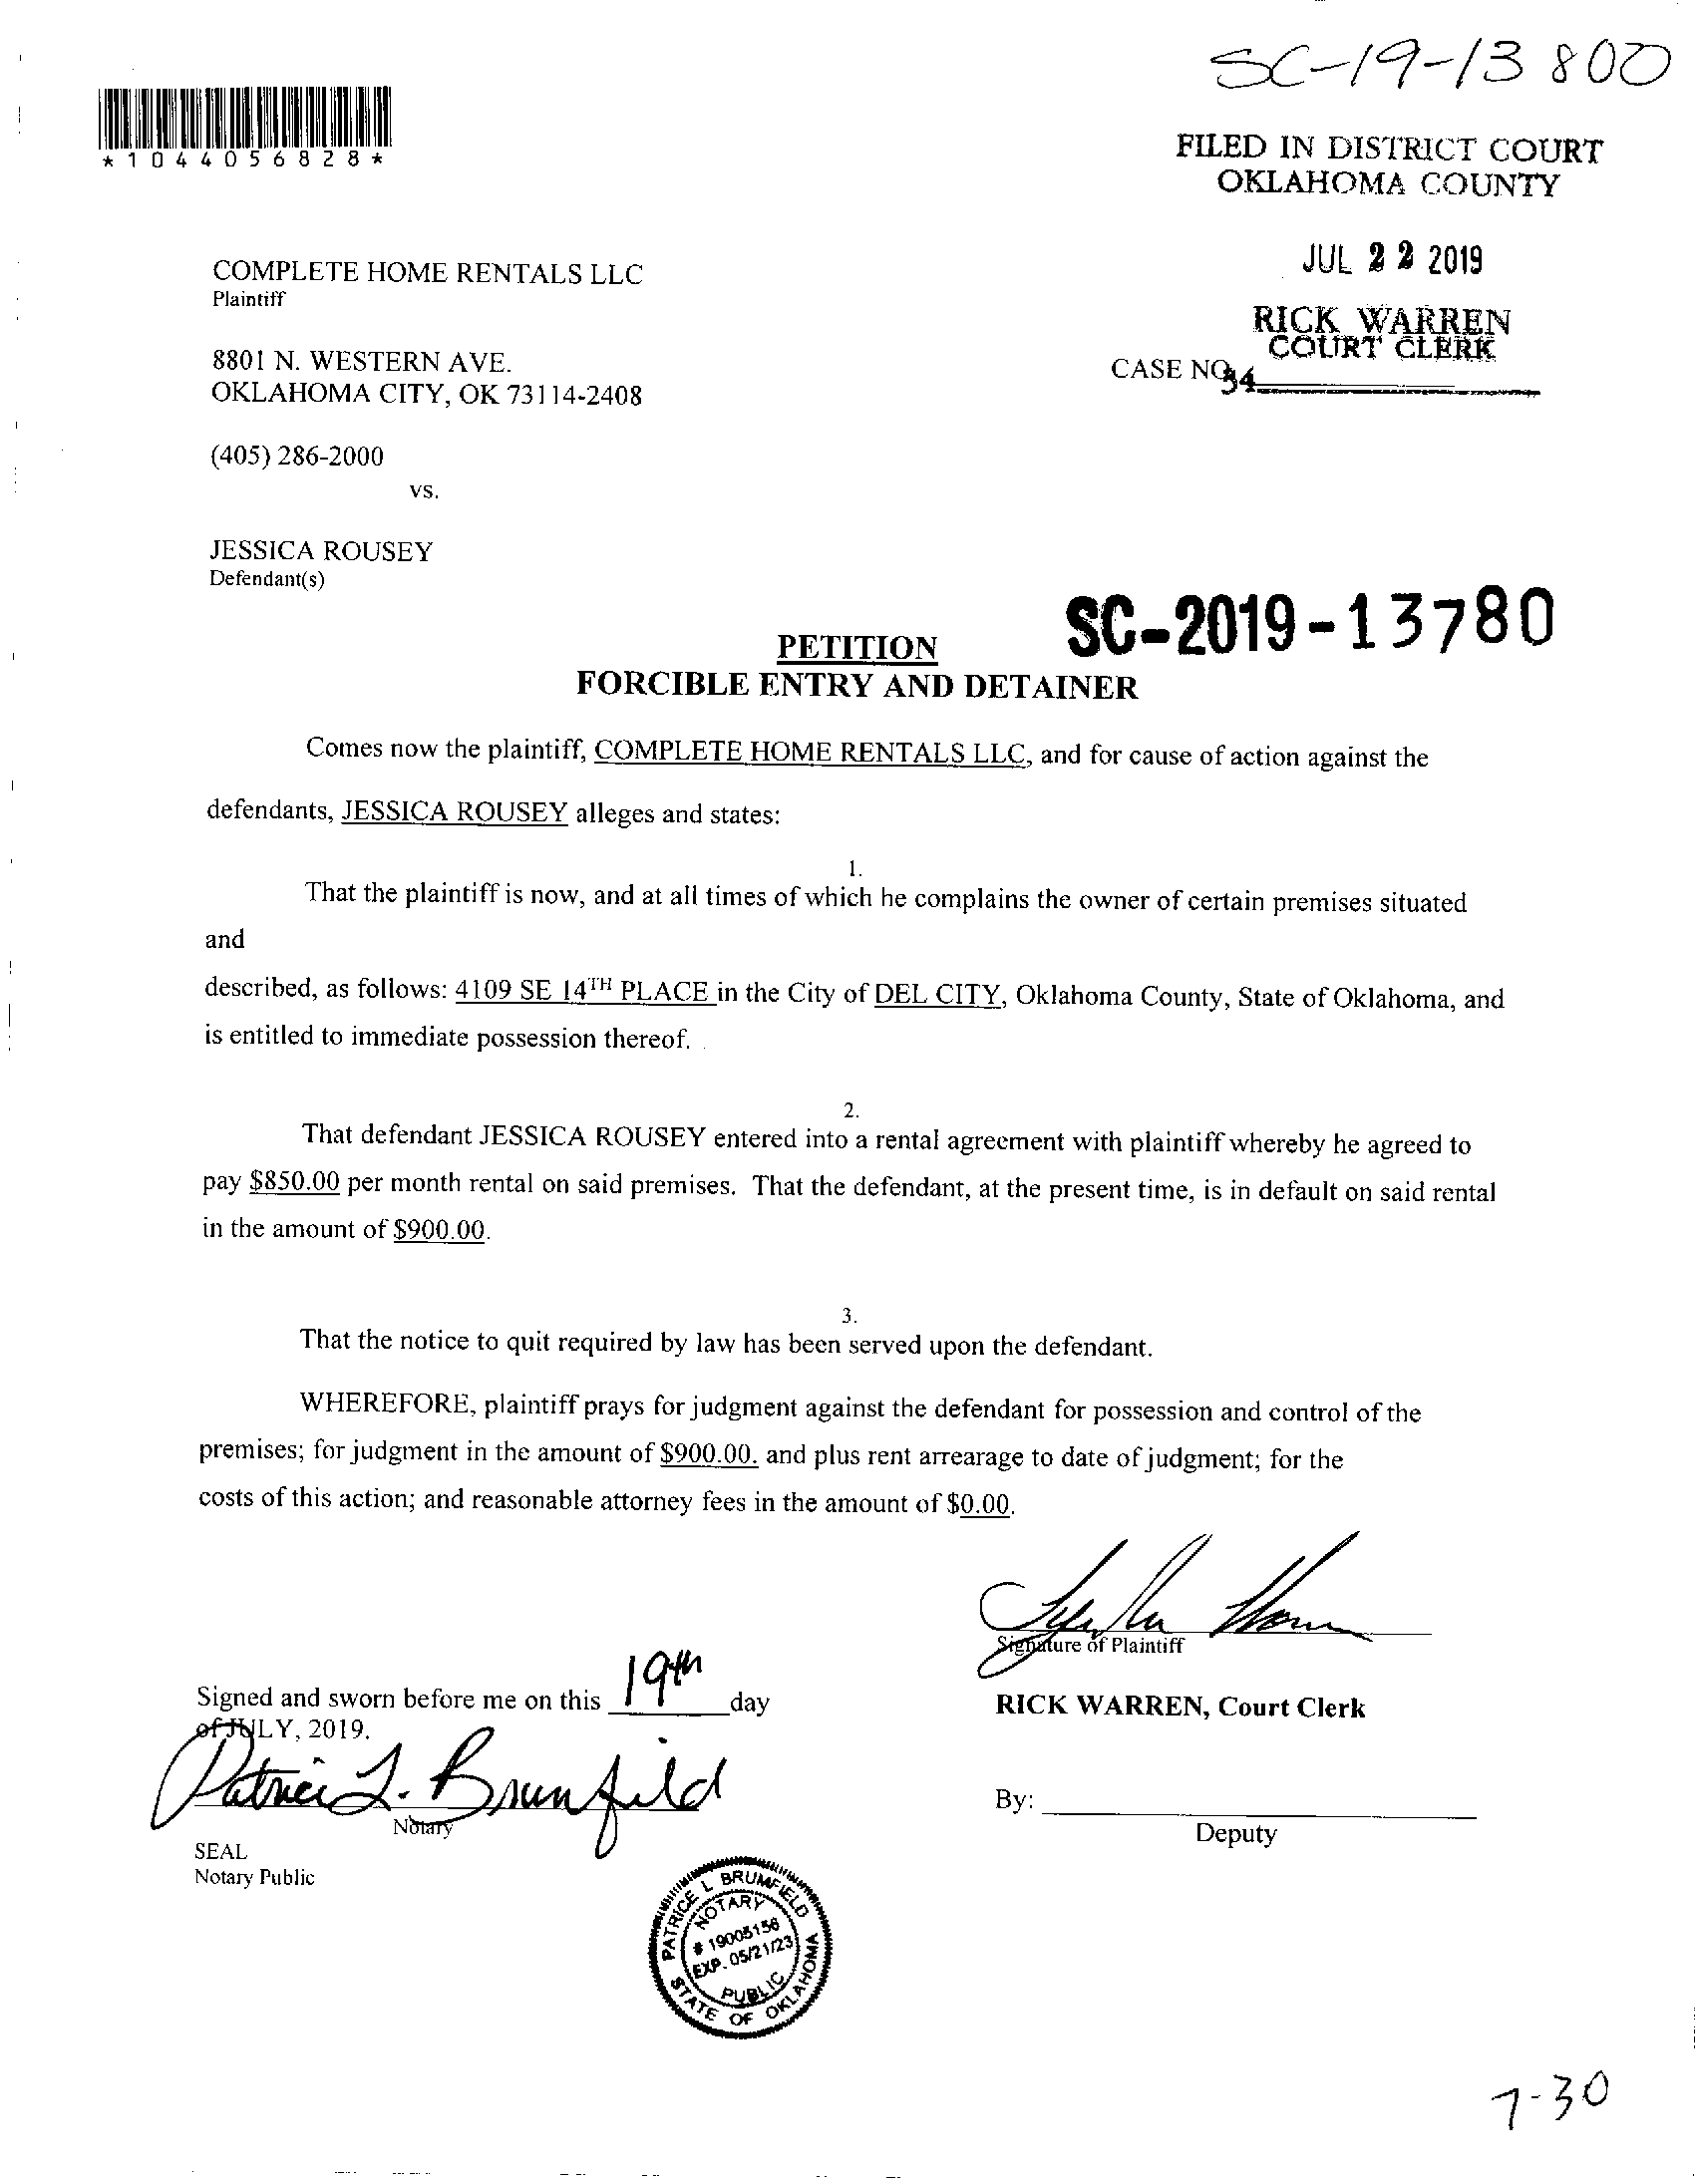 SC-19-13 800
*1044056828*
FILED IN DISTRICT COURT
OKLAHOMA COUNTY
JUL 22 2019
RICK WARREN
COURT CLERK
COMPLETE HOME RENTALS LLC
Plaintiff
8801 N. WESTERN AVE.
OKLAHOMA CITY, OK 73114-2408
CASE NO.
34
(405) 286-2000
vs.
JESSICA ROUSEY
Defendant(s)
SC-2019-13780
PETITION
FORCIBLE ENTRY AND DETAINER
Comes now the plaintiff, COMPLETE HOME RENTALS LLC, and for cause of action against the
defendants, JESSICA ROUSEY alleges and states:
1.
That the plaintiff is now, and at all times of which he complains the owner of certain premises situated
and
described, as follows: 4109 SE 14TH PLACE in the City of DEL CITY, Oklahoma County, State of Oklahoma, and
is entitled to immediate possession thereof.
2.
That defendant JESSICA ROUSEY entered into a rental agreement with plaintiff whereby he agreed to
pay $850.00 per month rental on said premises. That the defendant, at the present time, is in default on said rental
in the amount of $900.00.
3.
That the notice to quit required by law has been served upon the defendant.
WHEREFORE, plaintiff prays for judgment against the defendant for possession and control of the
premises; for judgment in the amount of $900.00. and plus rent arrearage to date of judgment; for the
costs of this action; and reasonable attorney fees in the amount of $0.00.
Signature of Plaintiff
Signed and sworn before me on this 19th day
of JULY, 2019.
RICK WARREN, Court Clerk
Patrice L. Brumfield
Notary
By:
Deputy
SEAL
Notary Public
PATRICE L BRUMFIELD
NOTARY
# 19005156
EXP. 05/21/23
PUBLIC
STATE OF OKLAHOMA
7-30